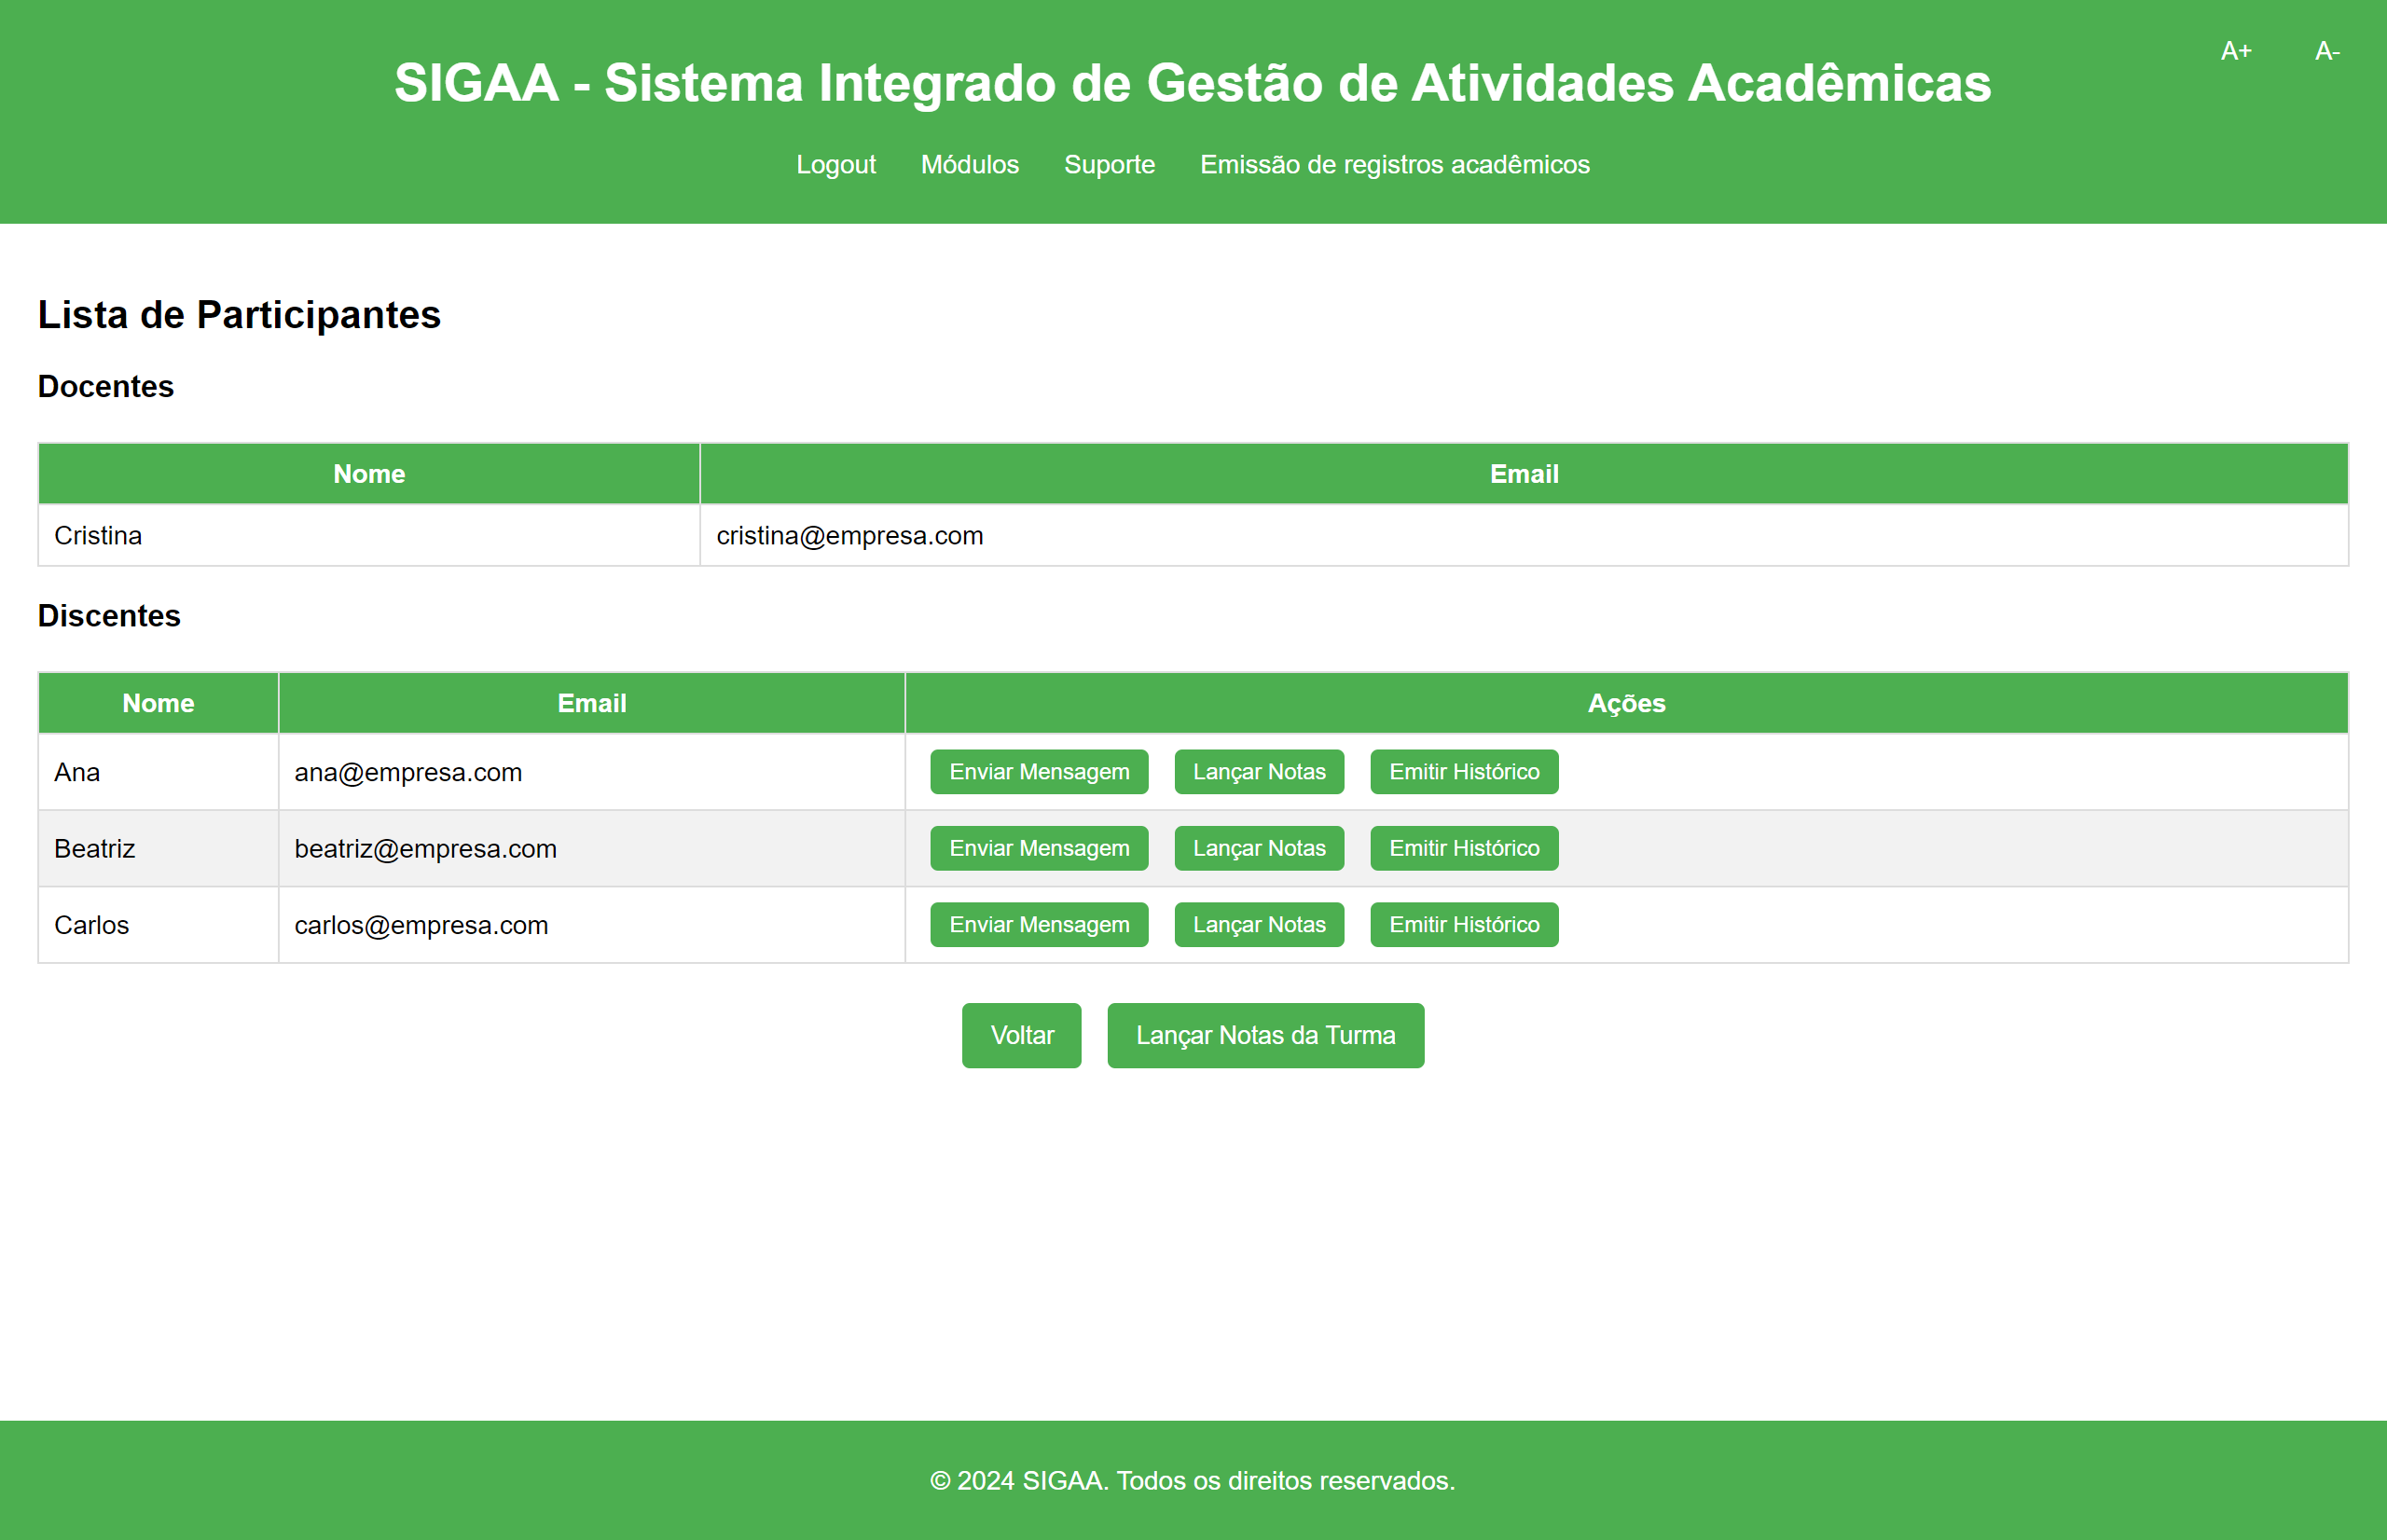 A+ A-
SIGAA - Sistema Integrado de Gestão de Atividades Acadêmicas
Logout Módulos Suporte Emissão de registros acadêmicos
Lista de Participantes
Docentes
Nome Email
Cristina cristina@empresa.com
Discentes
Nome Email Ações
Ana ana@empresa.com Enviar Mensagem Lançar Notas Emitir Histórico
Beatriz beatriz@empresa.com Enviar Mensagem Lançar Notas Emitir Histórico
Carlos carlos@empresa.com Enviar Mensagem Lançar Notas Emitir Histórico
Voltar Lançar Notas da Turma
© 2024 SIGAA. Todos os direitos reservados.